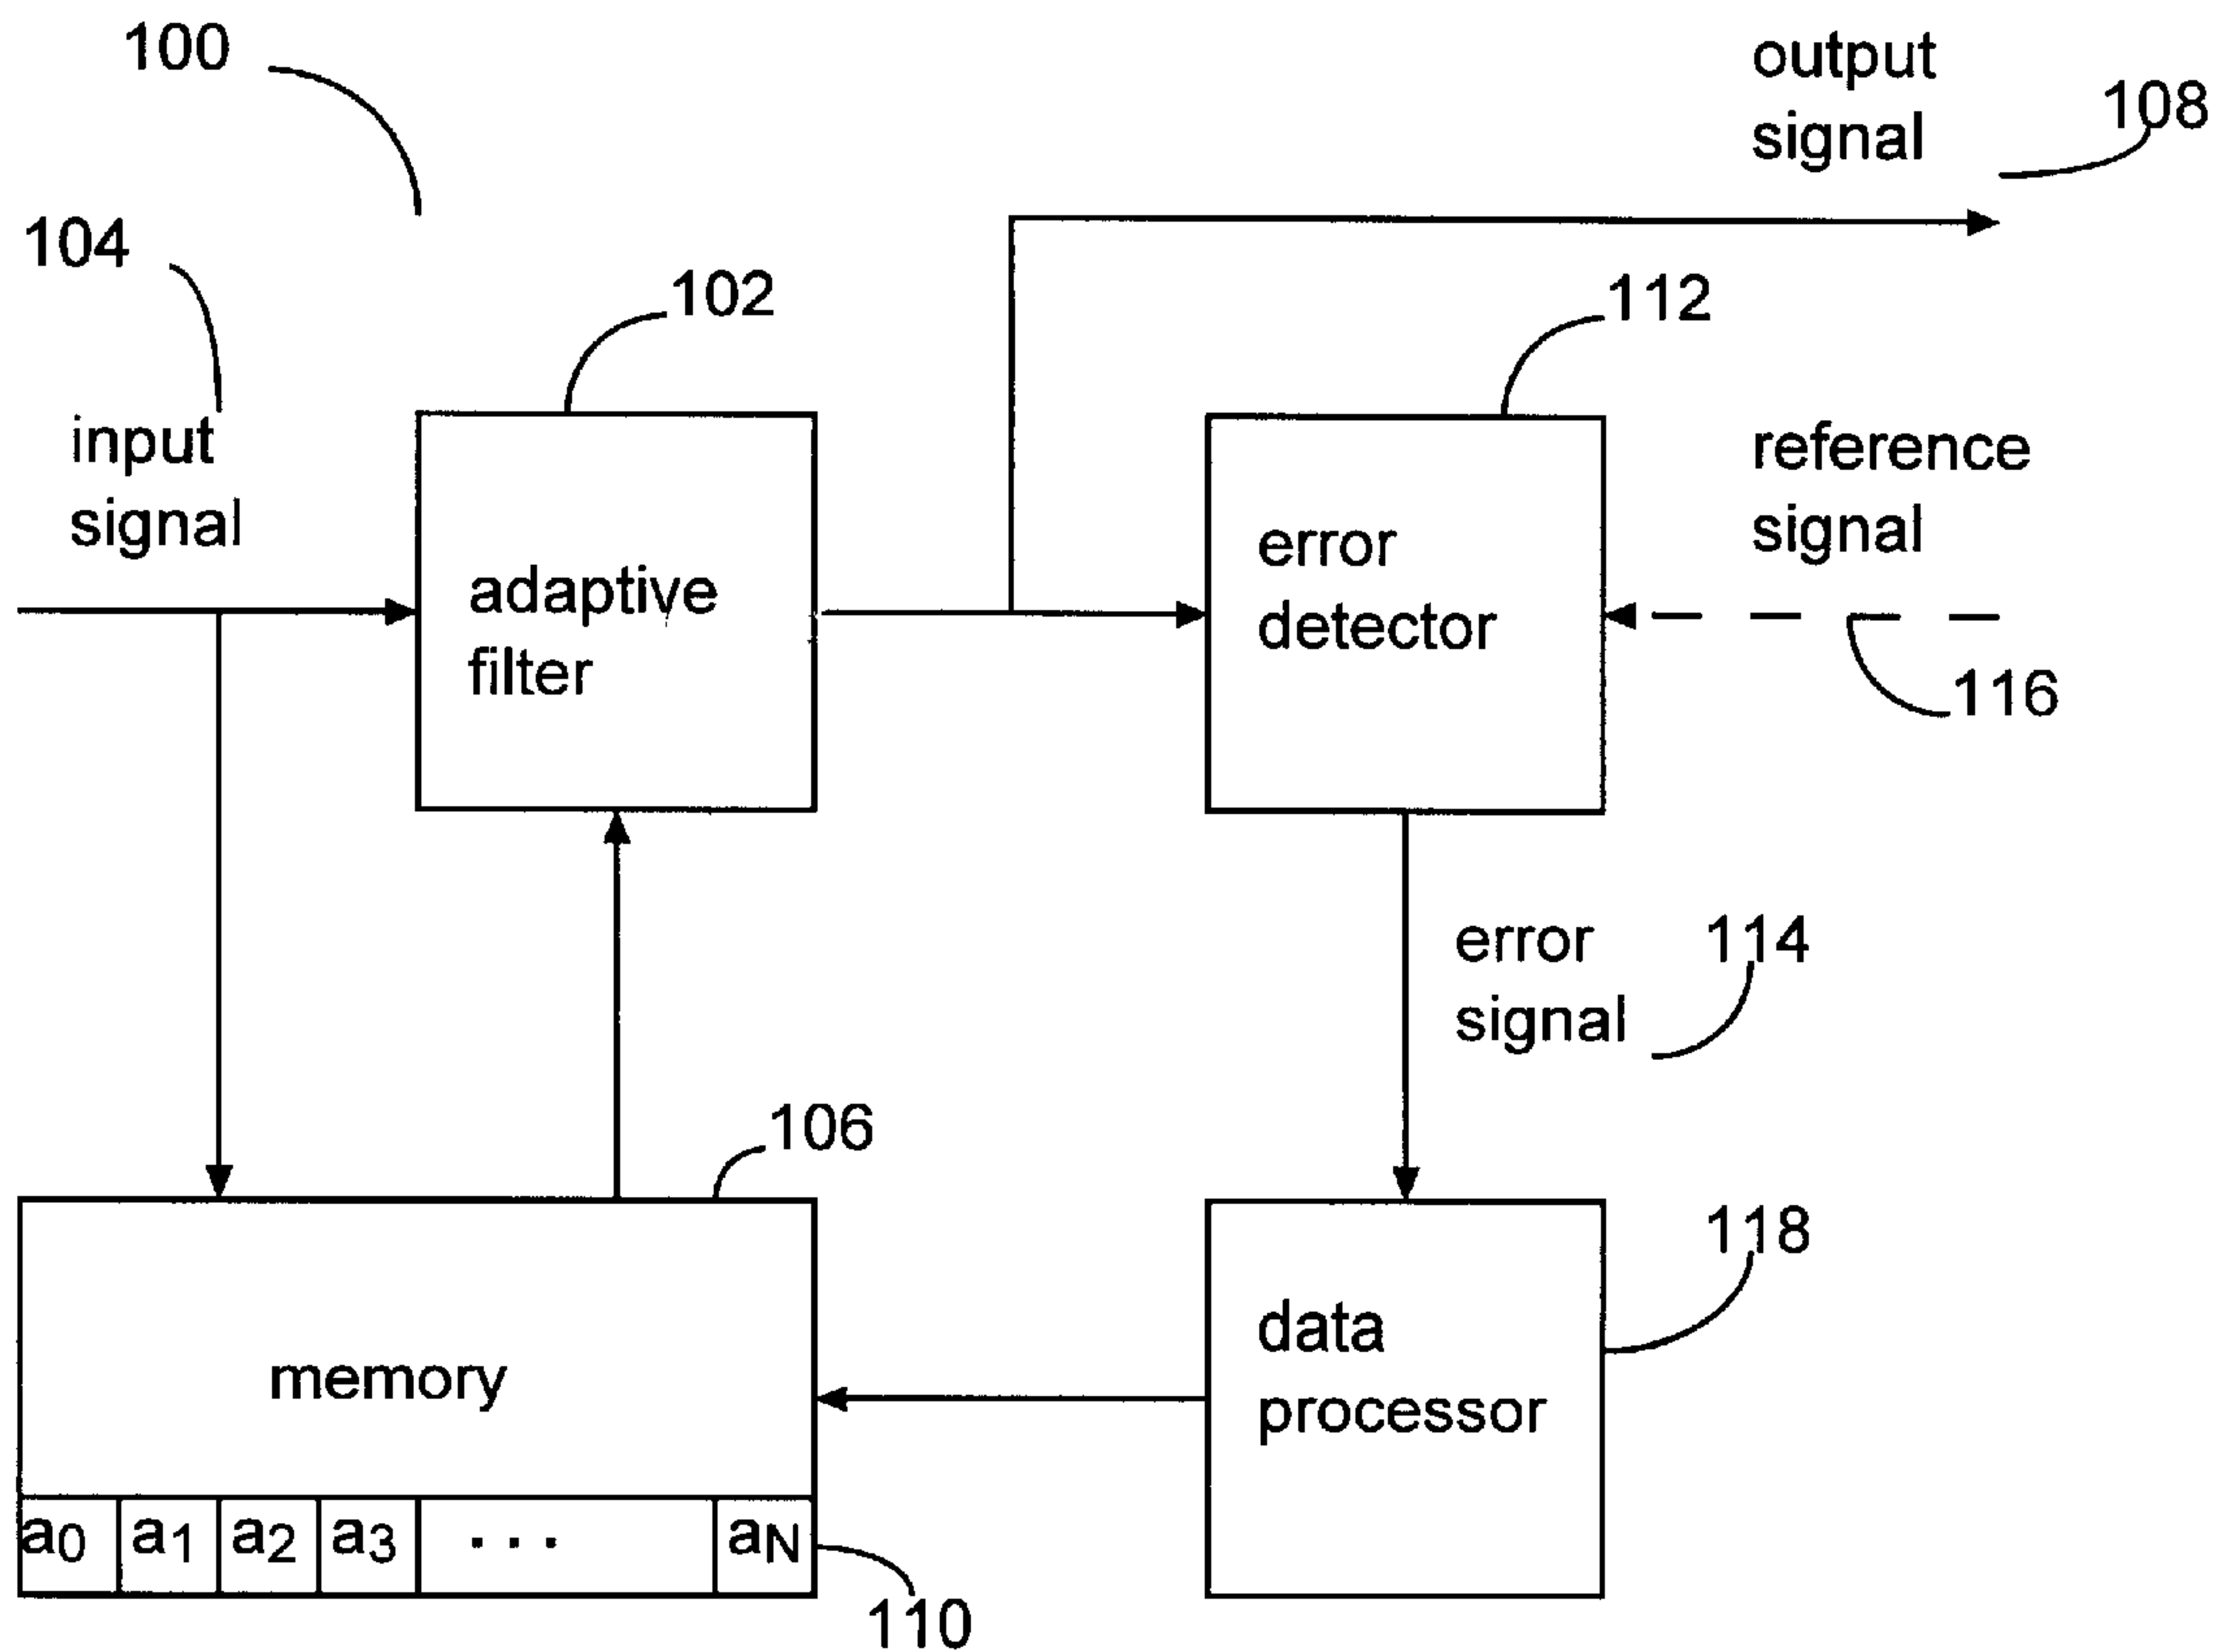 100
output
signal
108
104
102
112
input
signal
reference
signal
error
detector
adaptive
filter
116
error
signal
114
106
118
data
processor
memory
a0 a1 a2 a3 ... aN
110